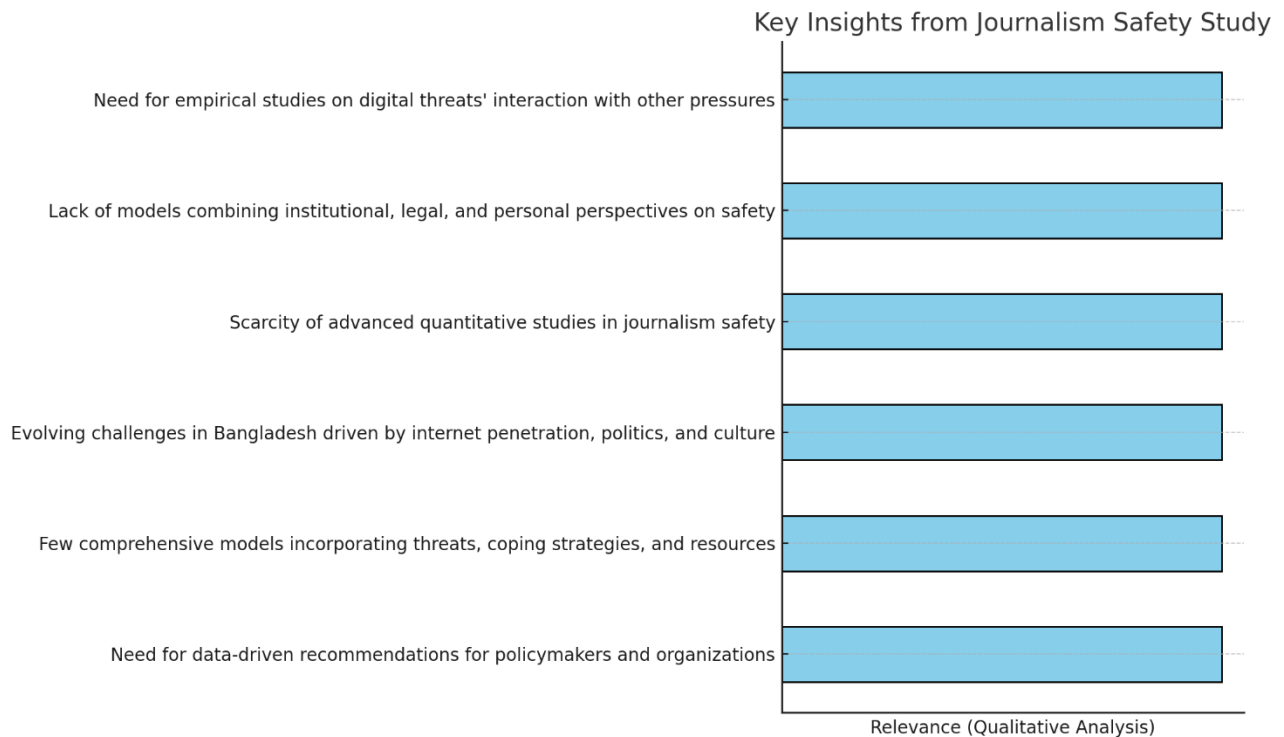 Key Insights from Journalism Safety Study
Need for empirical studies on digital threats' interaction with other pressures
Lack of models combining institutional, legal, and personal perspectives on safety
Scarcity of advanced quantitative studies in journalism safety
Evolving challenges in Bangladesh driven by internet penetration, politics, and culture
Few comprehensive models incorporating threats, coping strategies, and resources
Need for data-driven recommendations for policymakers and organizations
Relevance (Qualitative Analysis)